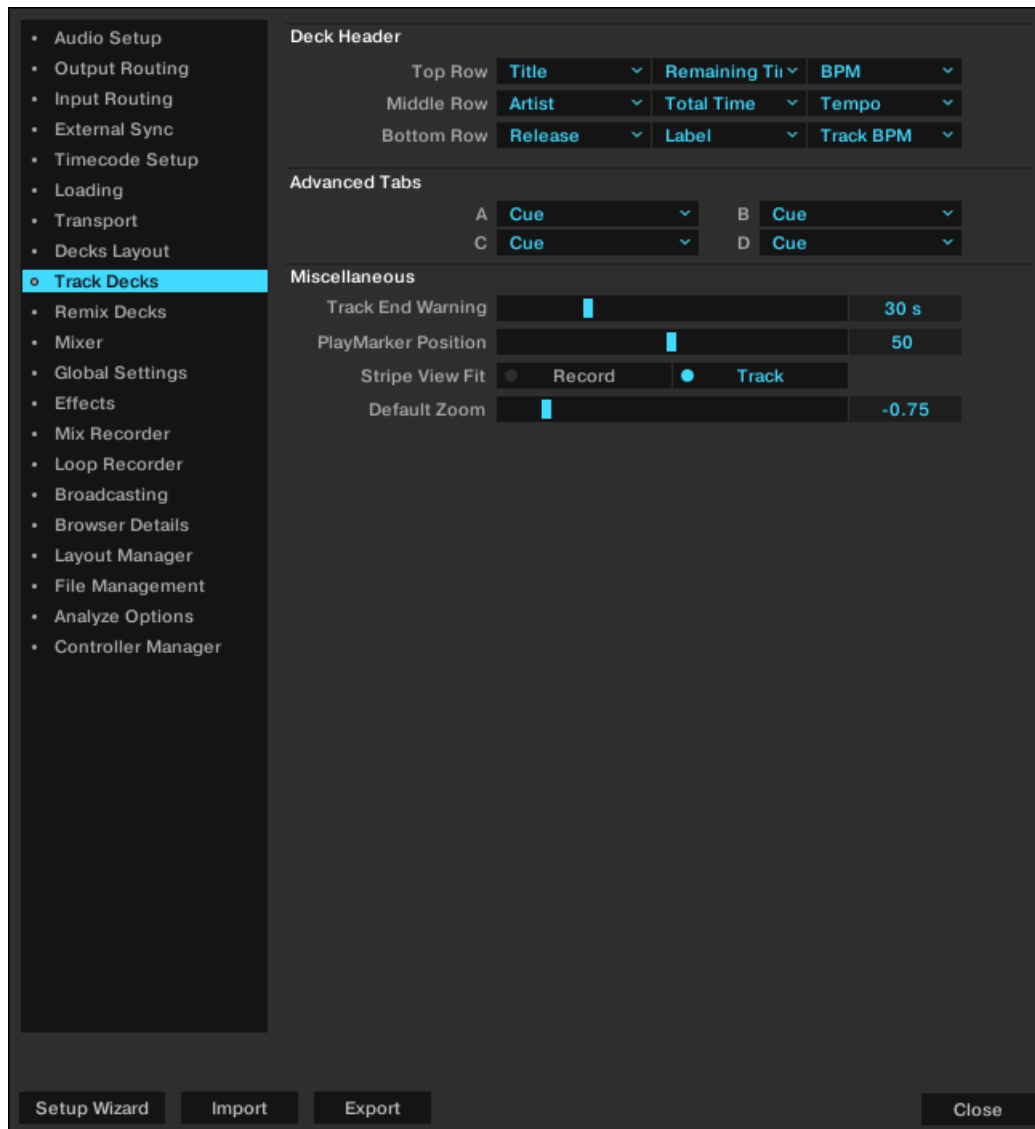 Audio Setup
Output Routing
Input Routing
External Sync
Timecode Setup
Loading
Transport
Decks Layout
Track Decks
Remix Decks
Mixer
Global Settings
Effects
Mix Recorder
Loop Recorder
Broadcasting
Browser Details
Layout Manager
File Management
Analyze Options
Controller Manager
Deck Header
Top Row Title Remaining Tii BPM
Middle Row Artist Total Time Tempo
Bottom Row Release Label Track BPM
Advanced Tabs
A Cue B Cue
C Cue D Cue
Miscellaneous
Track End Warning 30 s
PlayMarker Position 50
Stripe View Fit Record Track
Default Zoom -0.75
Setup Wizard Import Export Close